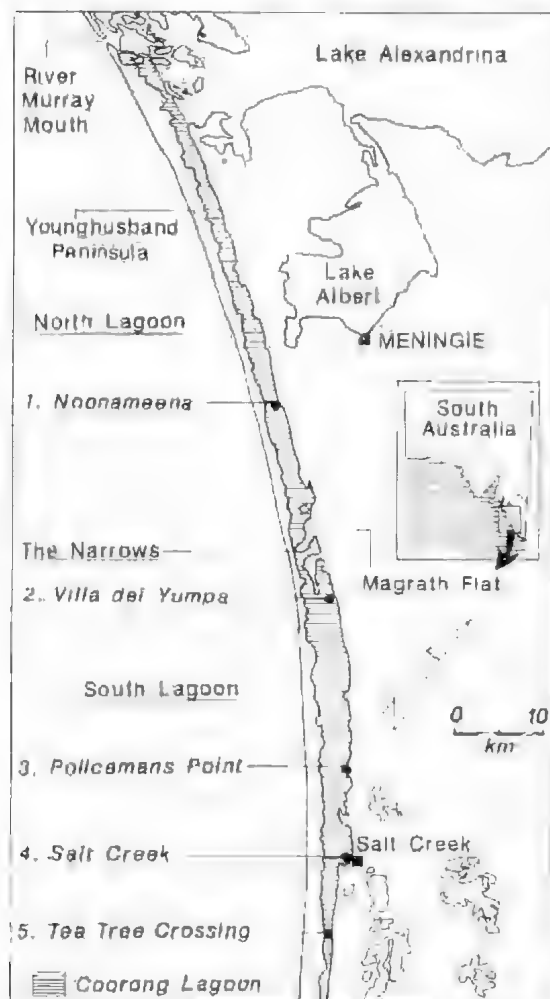 Lake Alexandrina
River
Murray
Mouth
Younghusband
Peninsula
Lake
Albert
North Lagoon
MENINGIE
1. Noonameena
South
Australia
The Narrows
Magrath Flat
2. Villa dei Yumpa
South Lagoon
0 10
km
3. Policemans Point
Salt Creek
4. Salt Creek
5. Tea Tree Crossing
Coorong Lagoon